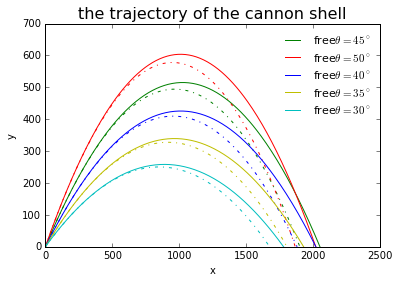 the trajectory of the cannon shell
700
600
500
400
300
200
100
0
y
freeθ = 45°
freeθ = 50°
freeθ = 40°
freeθ = 35°
freeθ = 30°
0 500 1000 1500 2000 2500
x